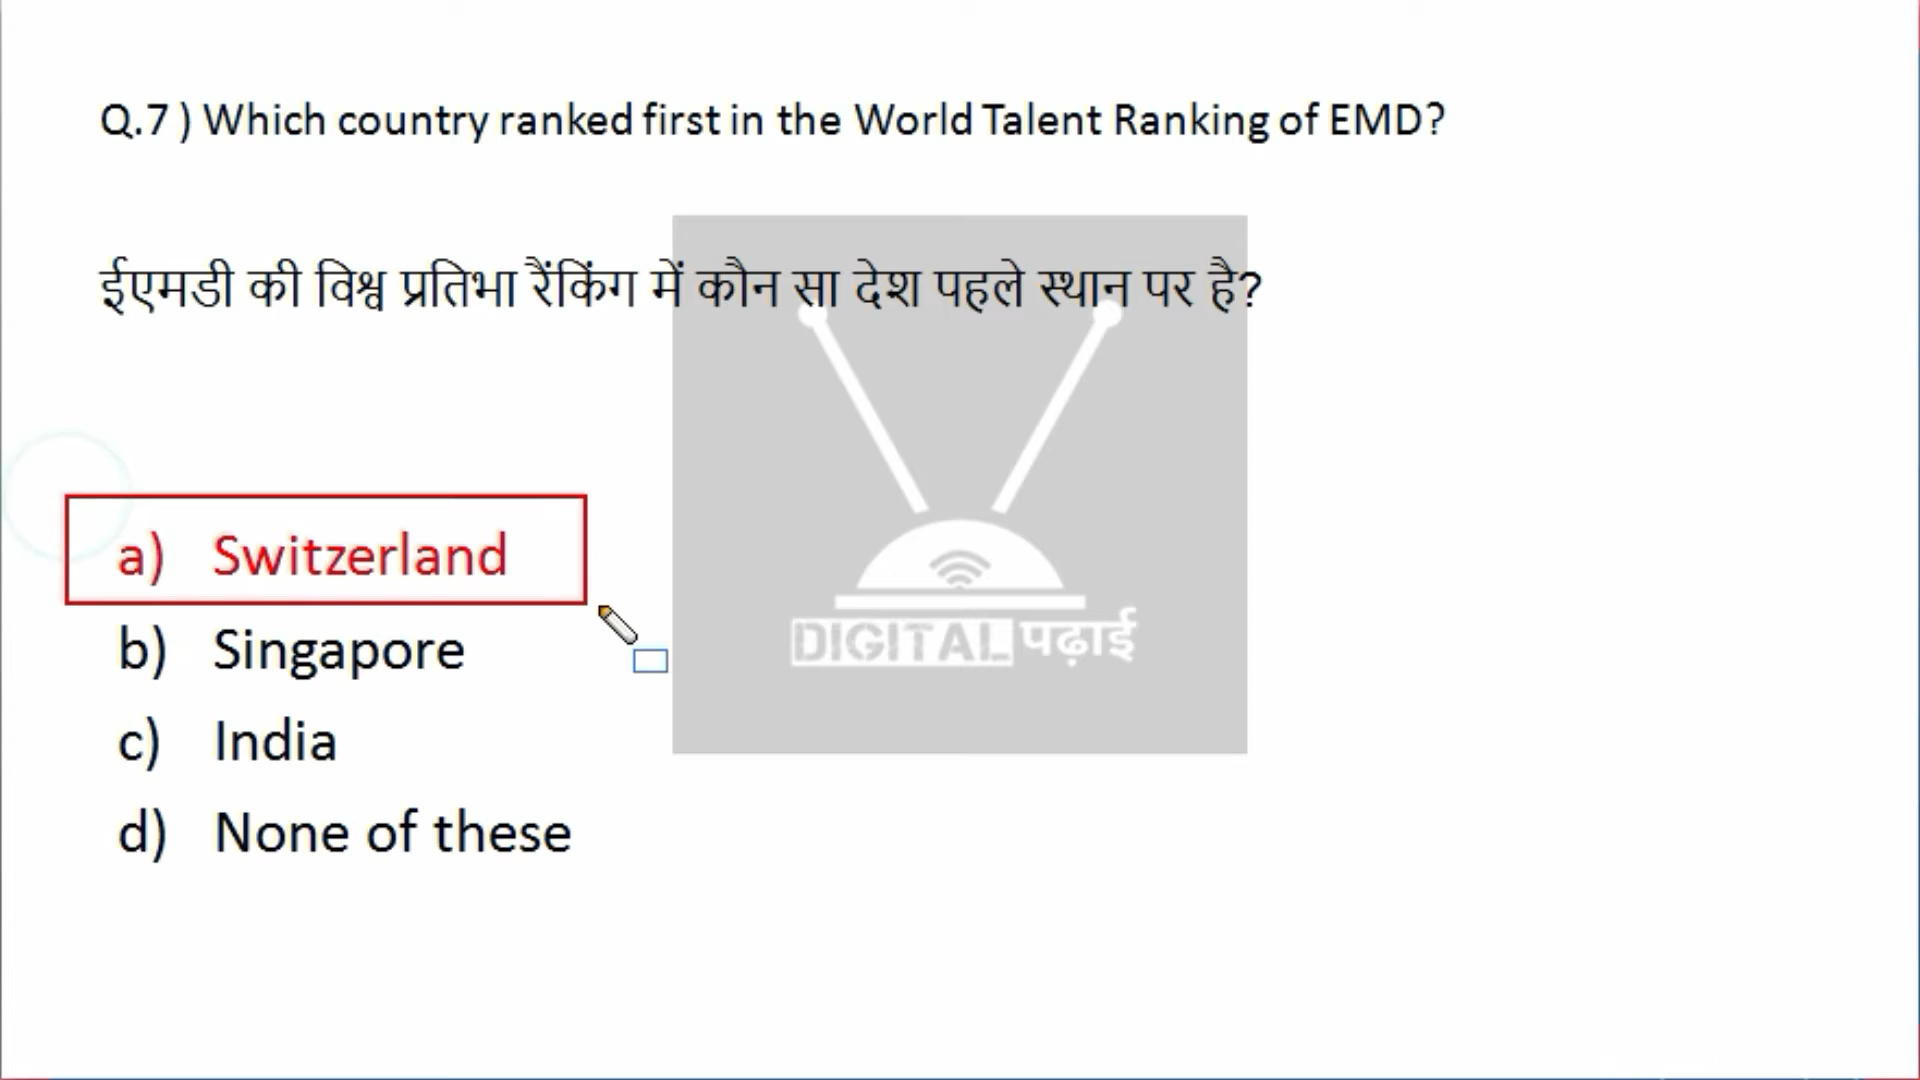 Q.7 ) Which country ranked first in the World Talent Ranking of EMD?
ईएमडी की विश्व प्रतिभा रैंकिंग में कौन सा देश पहले स्थान पर है?
a) Switzerland
b) Singapore
c) India
d) None of these
DIGITAL पढ़ाई